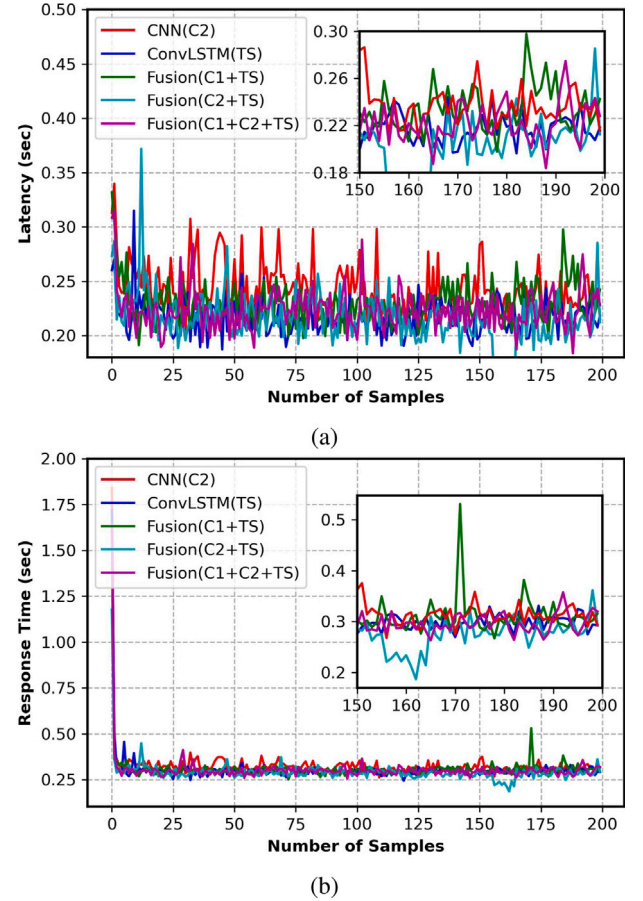 0.50
0.45
0.40
0.35
0.30
0.25
0.20
Latency (sec)
CNN(C2)
ConvLSTM(TS)
Fusion(C1+TS)
Fusion(C2+TS)
Fusion(C1+C2+TS)
0.30
0.26
0.22
0.18
150 160 170 180 190 200
0 25 50 75 100 125 150 175 200
Number of Samples
(a)
2.00
1.75
1.50
1.25
1.00
0.75
0.50
0.25
Response Time (sec)
CNN(C2)
ConvLSTM(TS)
Fusion(C1+TS)
Fusion(C2+TS)
Fusion(C1+C2+TS)
0.5
0.4
0.3
0.2
150 160 170 180 190 200
0 25 50 75 100 125 150 175 200
Number of Samples
(b)